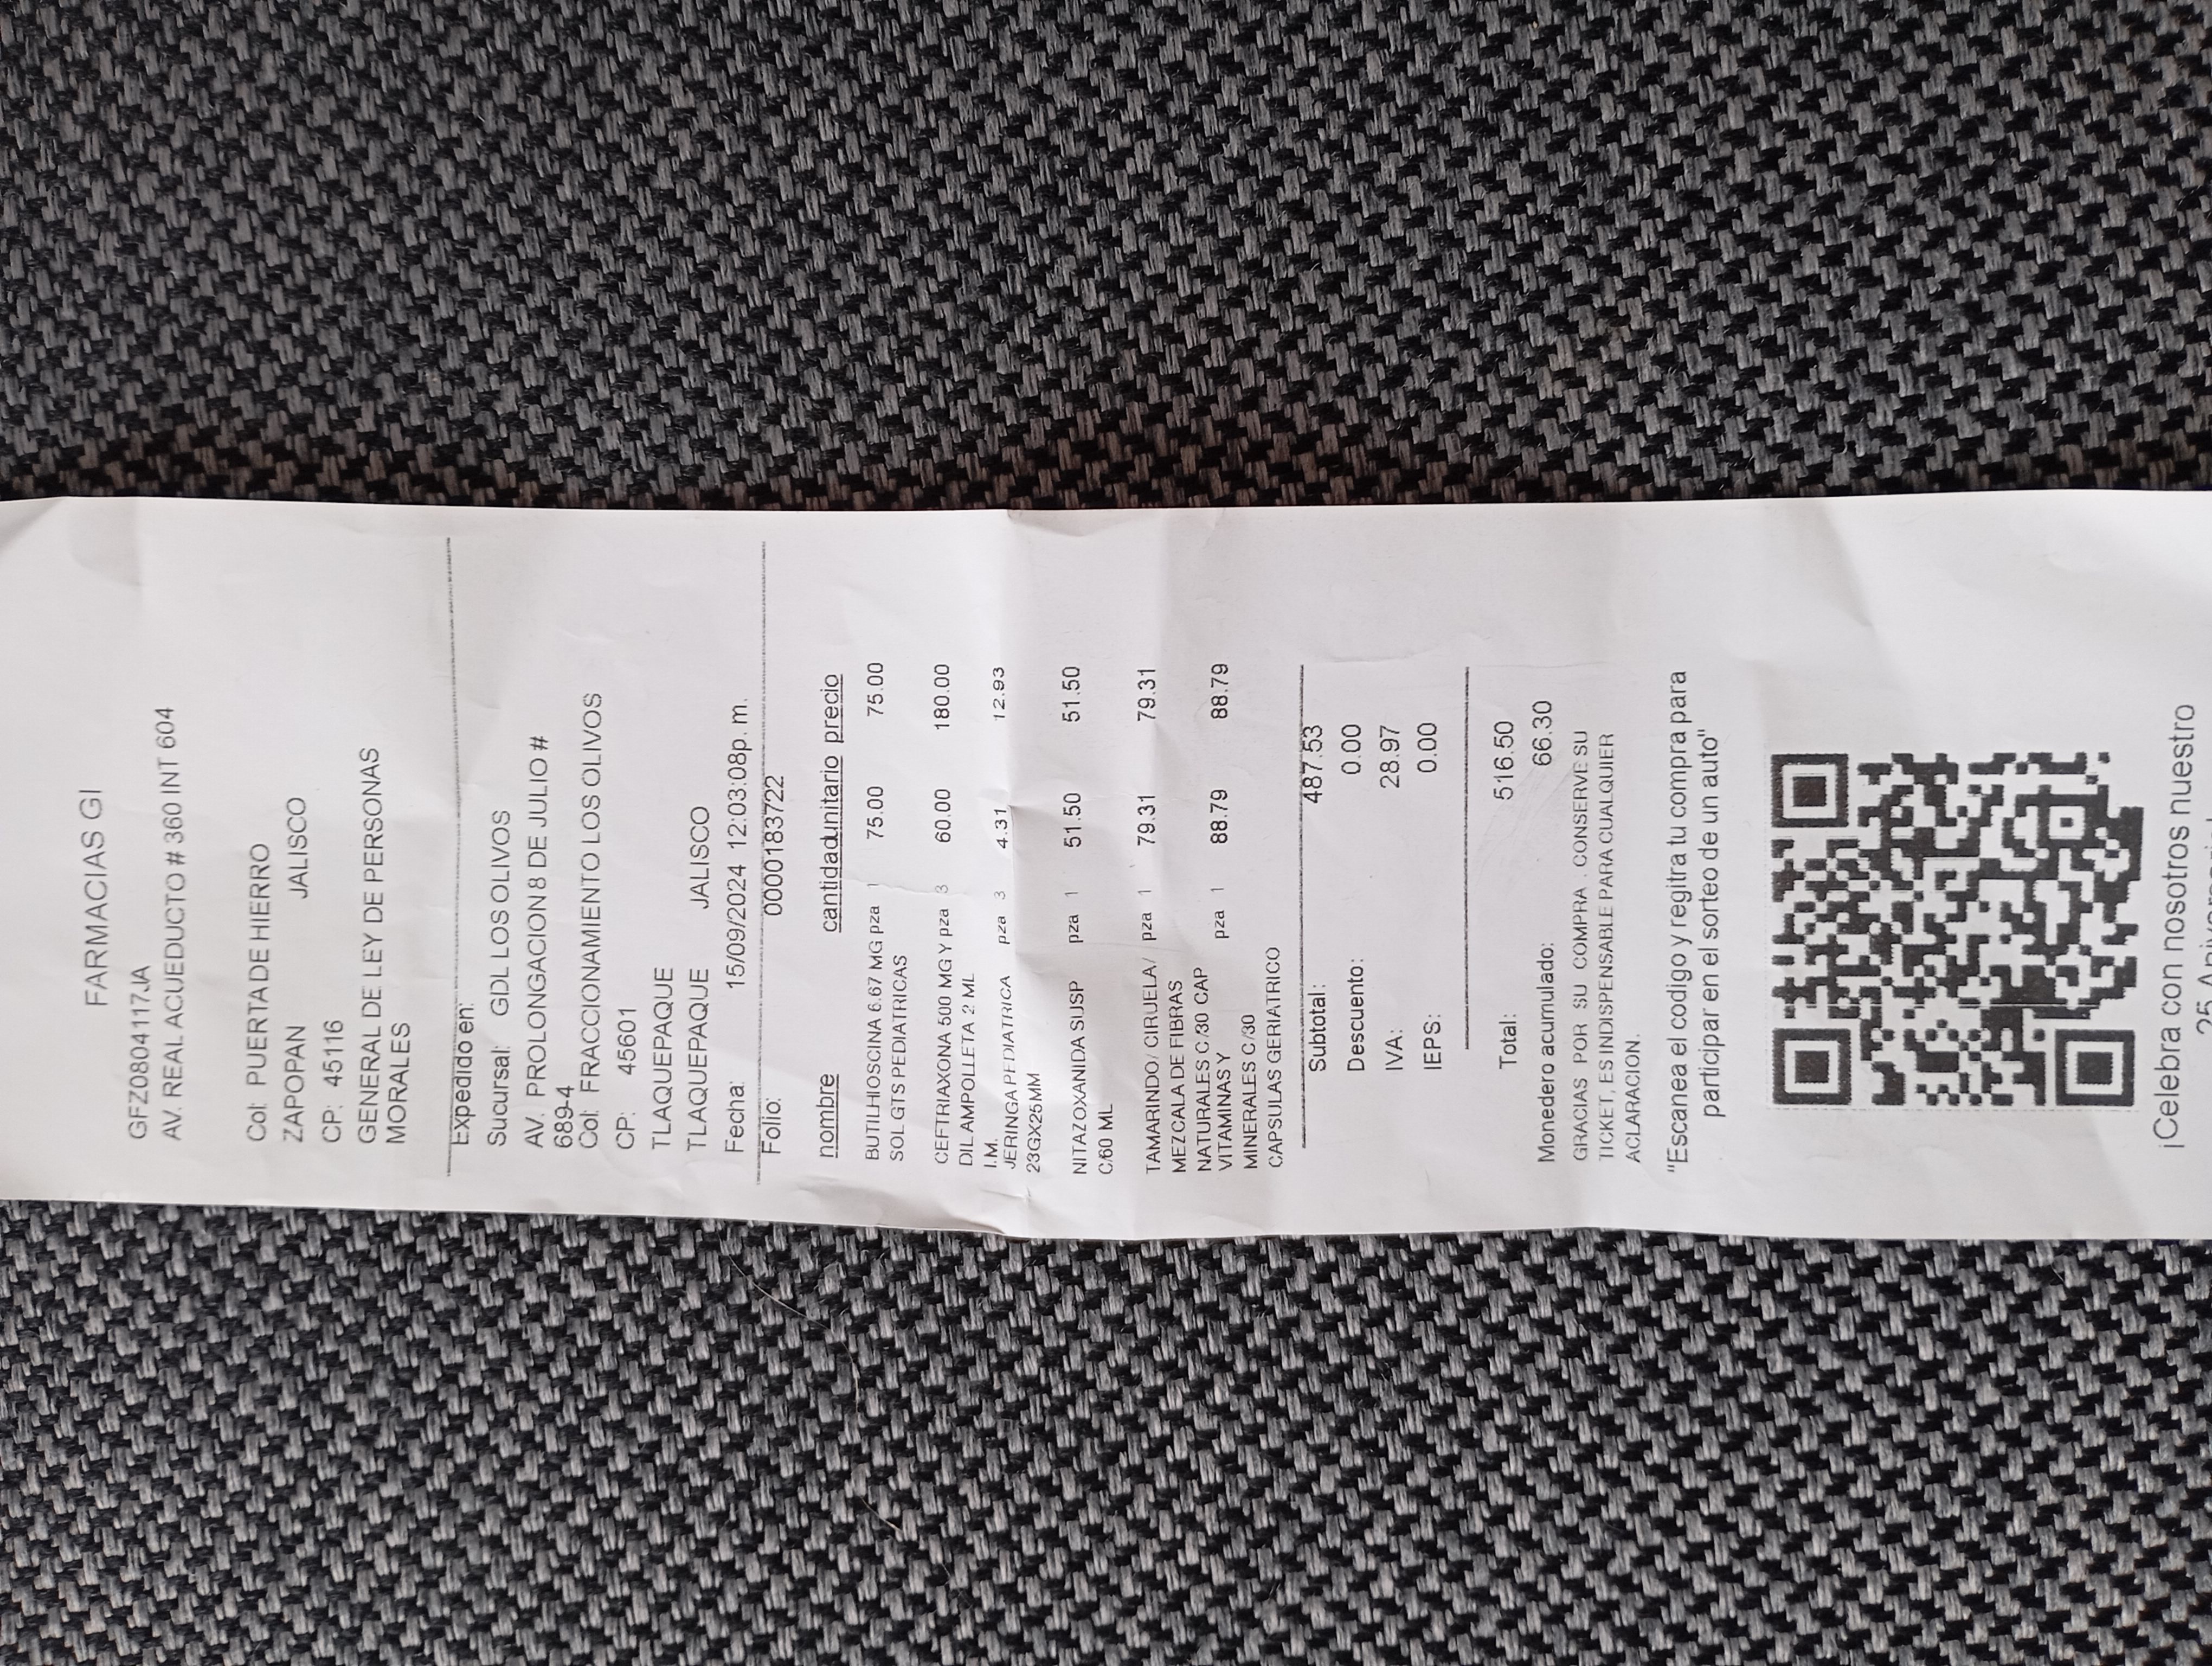 FARMACIAS GI
GFZ0804117JA
AV. REAL ACUEDUCTO # 360 INT 604
Col: PUERTA DE HIERRO
ZAPOPAN JALISCO
CP: 45116
GENERAL DE LEY DE PERSONAS
MORALES
Expedido en:
Sucursal: GDL LOS OLIVOS
AV. PROLONGACION 8 DE JULIO #
689-4
Col: FRACCIONAMIENTO LOS OLIVOS
CP: 45601
TLAQUEPAQUE
TLAQUEPAQUE JALISCO
Fecha: 15/09/2024 12:03:08p. m.
Folio: 0000183722
nombre cantidadunitario precio
BUTILHIOSCINA 6.67 MG pza 1 75.00 75.00
SOL GTS PEDIATRICAS
CEFTRIAXONA 500 MG Y pza 3 60.00 180.00
DIL AMPOLLETA 2 ML
I.M.
JERINGA PEDIATRICA pza 3 4.31 12.93
23GX25MM
NITAZOXANIDA SUSP pza 1 51.50 51.50
C/60 ML
TAMARINDO/ CIRUELA/ pza 1 79.31 79.31
MEZCALA DE FIBRAS
NATURALES C/30 CAP
VITAMINAS Y pza 1 88.79 88.79
MINERALES C/30
CAPSULAS GERIATRICO
Subtotal: 487.53
Descuento: 0.00
IVA: 28.97
IEPS: 0.00
Total: 516.50
Monedero acumulado: 66.30
GRACIAS POR SU COMPRA . CONSERVE SU
TICKET, ES INDISPENSABLE PARA CUALQUIER
ACLARACION.
"Escanea el codigo y regitra tu compra para
participar en el sorteo de un auto"
¡Celebra con nosotros nuestro
25